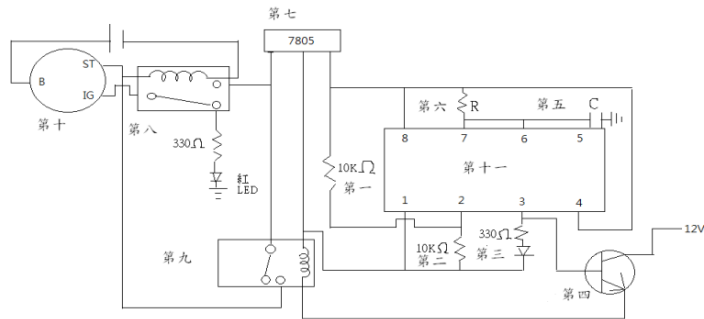 第七
7805
ST
B
IG
第十
第八
330Ω
紅
LED
第六
R
第五
C
8
7
6
5
10KΩ
第一
第十一
1
2
3
4
第九
10KΩ
第二
330Ω
第三
第四
12V